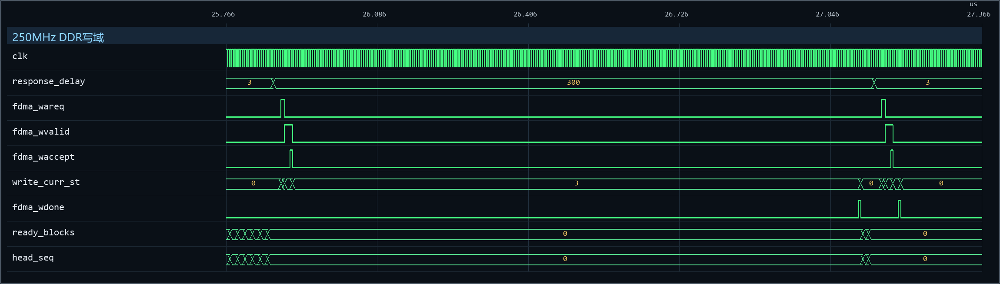 us
25.766 26.086 26.406 26.726 27.046 27.366
250MHz DDR写域
clk
response_delay 3 300 3
fdma_wareq
fdma_wvalid
fdma_waccept
write_curr_st 0 3 0 0
fdma_wdone
ready_blocks 0 0
head_seq 0 0